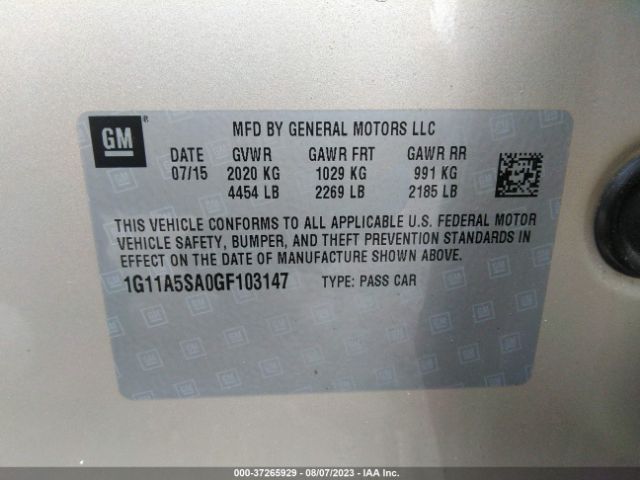 GM ®
MFD BY GENERAL MOTORS LLC
DATE GVWR GAWR FRT GAWR RR
07/15 2020 KG 1029 KG 991 KG
4454 LB 2269 LB 2185 LB
THIS VEHICLE CONFORMS TO ALL APPLICABLE U.S. FEDERAL MOTOR
VEHICLE SAFETY, BUMPER, AND THEFT PREVENTION STANDARDS IN
EFFECT ON THE DATE OF MANUFACTURE SHOWN ABOVE.
1G11A5SA0GF103147 TYPE: PASS CAR
000-37265929 - 08/07/2023 - IAA Inc.